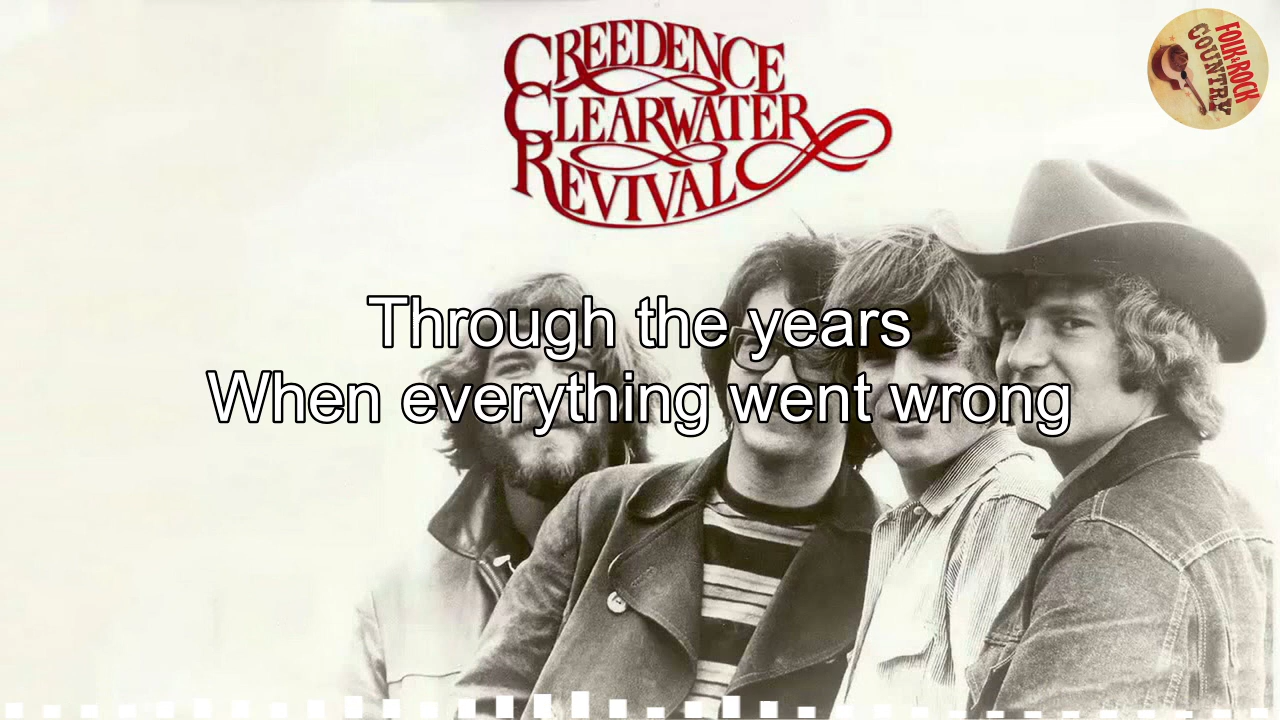 CREEDENCE
CLEARWATER
REVIVAL
FOLK & ROCK
COUNTRY
Through the years
When everything went wrong